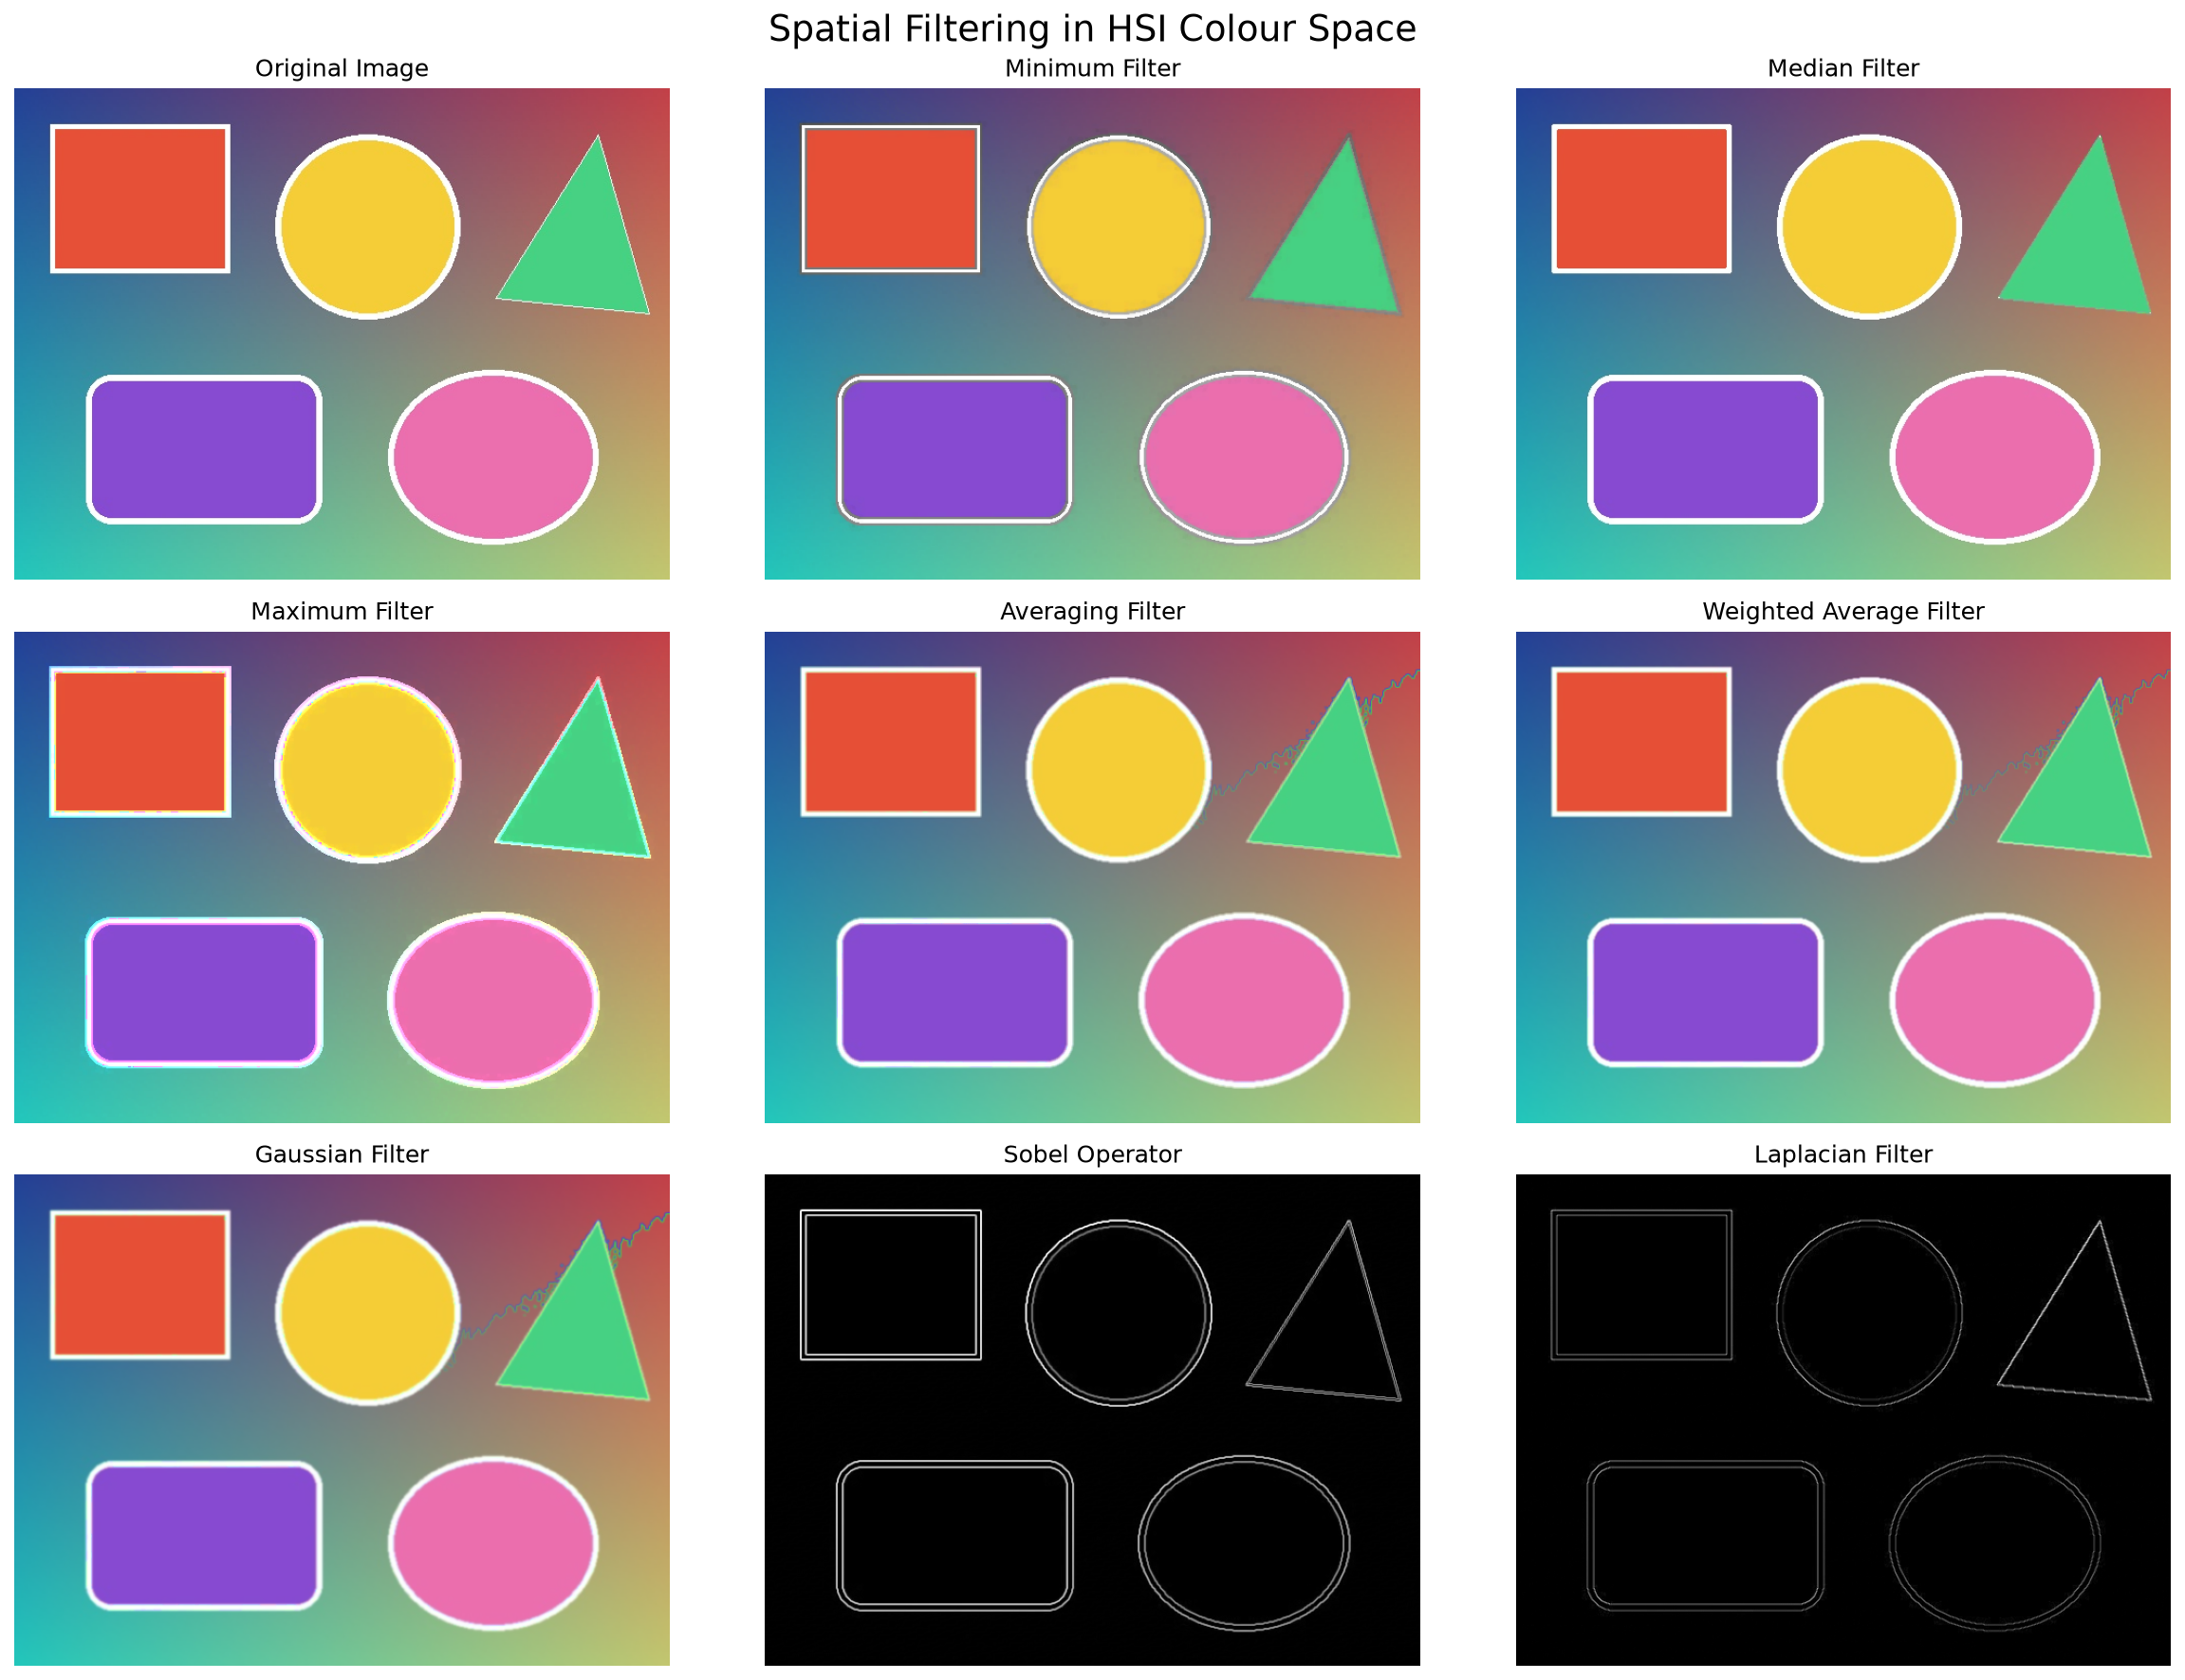 Spatial Filtering in HSI Colour Space
Original Image
Minimum Filter
Median Filter
Maximum Filter
Averaging Filter
Weighted Average Filter
Gaussian Filter
Sobel Operator
Laplacian Filter